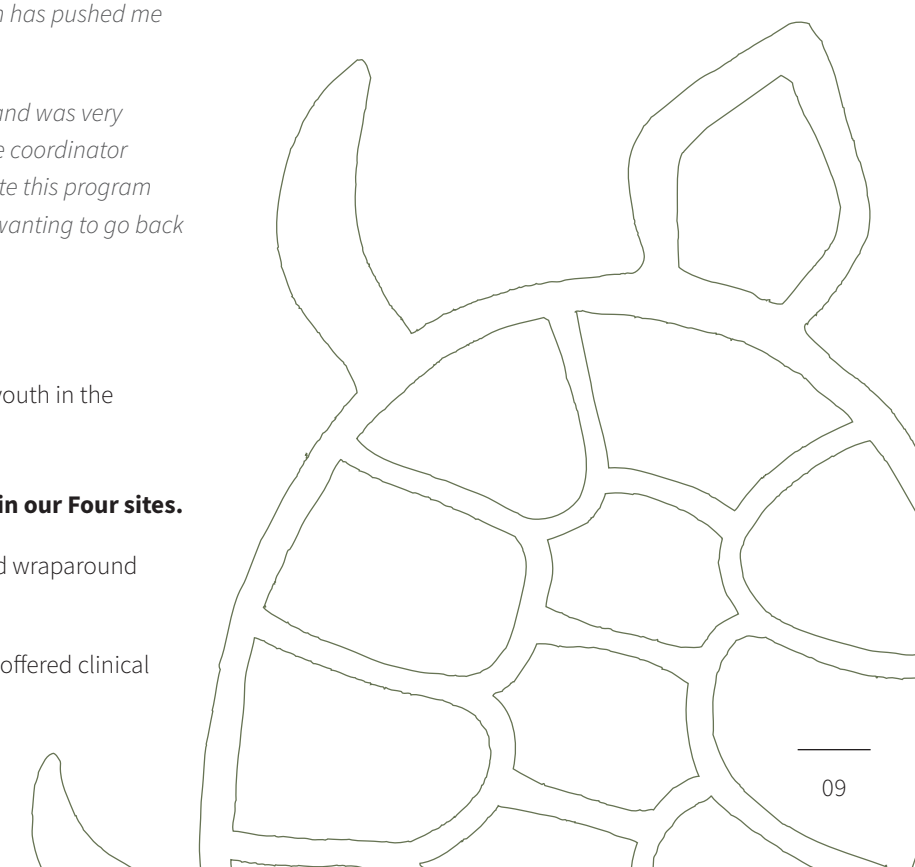 has pushed me
and was very
coordinator
this program
wanting to go back
youth in the
in our Four sites.
wraparound
offered clinical
09